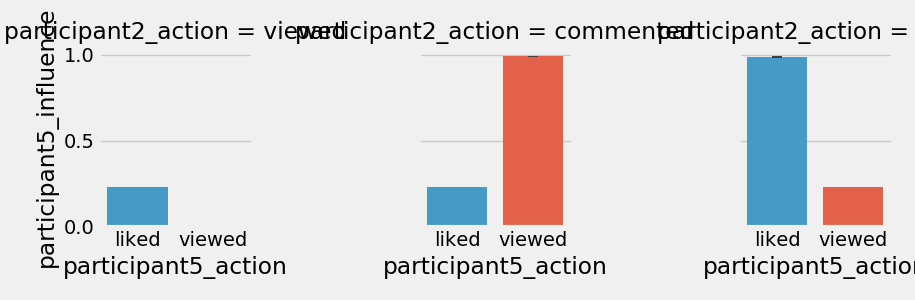 participant2_action = viewed
participant2_action = commented
participant2_action =
participant5_influence
1.0
0.5
0.0
liked viewed
liked viewed
liked viewed
participant5_action
participant5_action
participant5_action